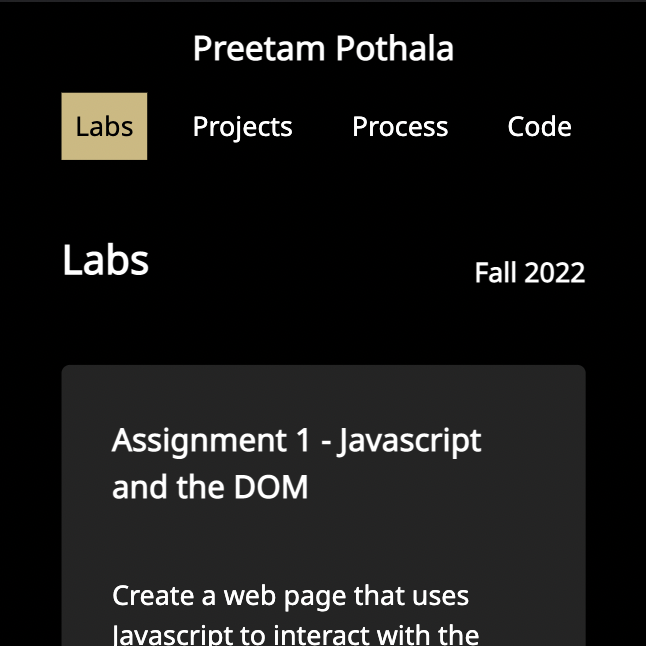 Preetam Pothala
Labs Projects Process Code
Labs
Fall 2022
Assignment 1 - Javascript
and the DOM
Create a web page that uses
Javascript to interact with the